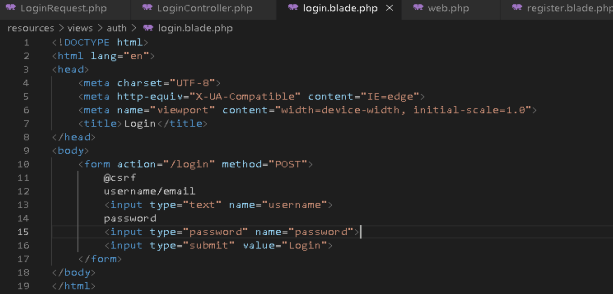 LoginRequest.php LoginController.php login.blade.php × web.php register.blade.php
resources > views > auth > login.blade.php
1 <!DOCTYPE html>
2 <html lang="en">
3 <head>
4 <meta charset="UTF-8">
5 <meta http-equiv="X-UA-Compatible" content="IE=edge">
6 <meta name="viewport" content="width=device-width, initial-scale=1.0">
7 <title>Login</title>
8 </head>
9 <body>
10 <form action="/login" method="POST">
11 @csrf
12 username/email
13 <input type="text" name="username">
14 password
15 <input type="password" name="password">
16 <input type="submit" value="Login">
17 </form>
18 </body>
19 </html>